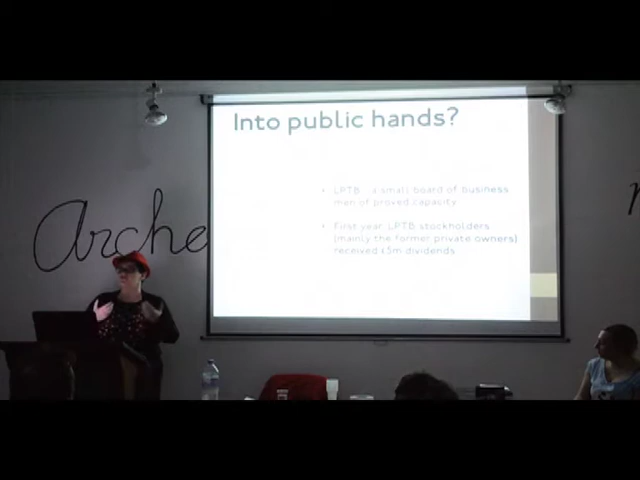 Into public hands?
• LPTB - a small board of business
men of proved capacity.
• First year LPTB stockholders
(mainly the former private owners)
received £5m dividends
Arche